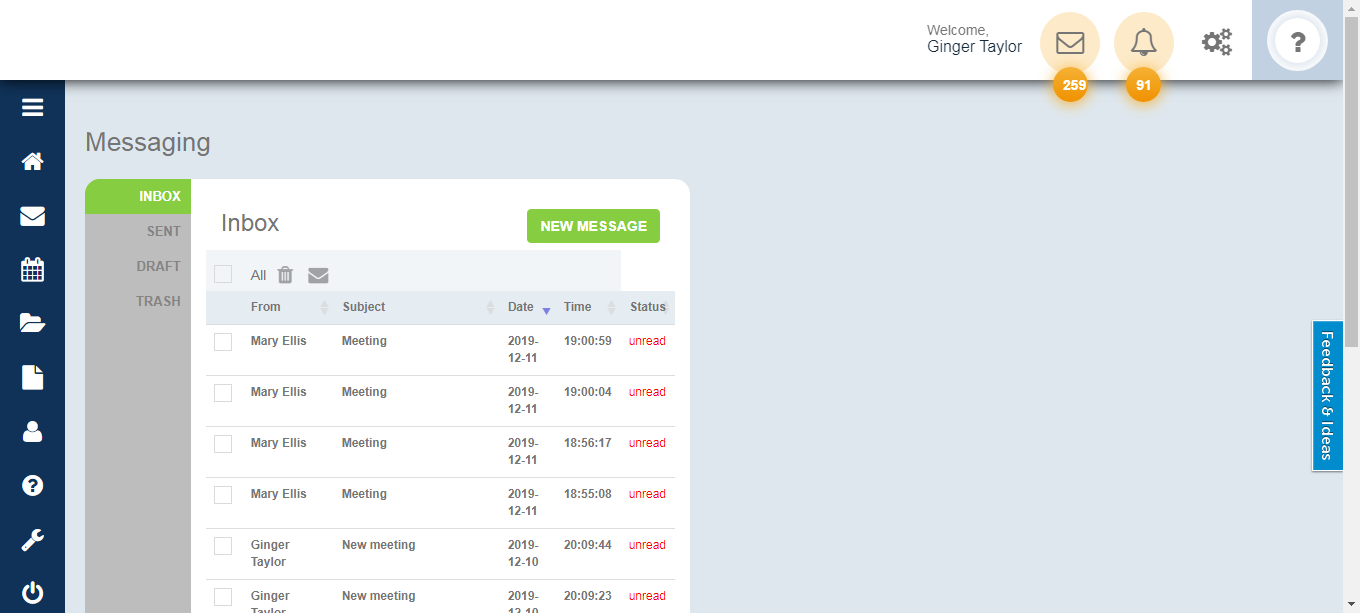 Welcome,
Ginger Taylor
?
259
91
Messaging
INBOX
SENT
DRAFT
TRASH
Inbox
NEW MESSAGE
All
From Subject Date Time Status
Mary Ellis Meeting 2019-12-11 19:00:59 unread
Mary Ellis Meeting 2019-12-11 19:00:04 unread
Mary Ellis Meeting 2019-12-11 18:56:17 unread
Mary Ellis Meeting 2019-12-11 18:55:08 unread
Ginger Taylor New meeting 2019-12-10 20:09:44 unread
Ginger Taylor New meeting 2019-12-10 20:09:23 unread
Feedback & Ideas